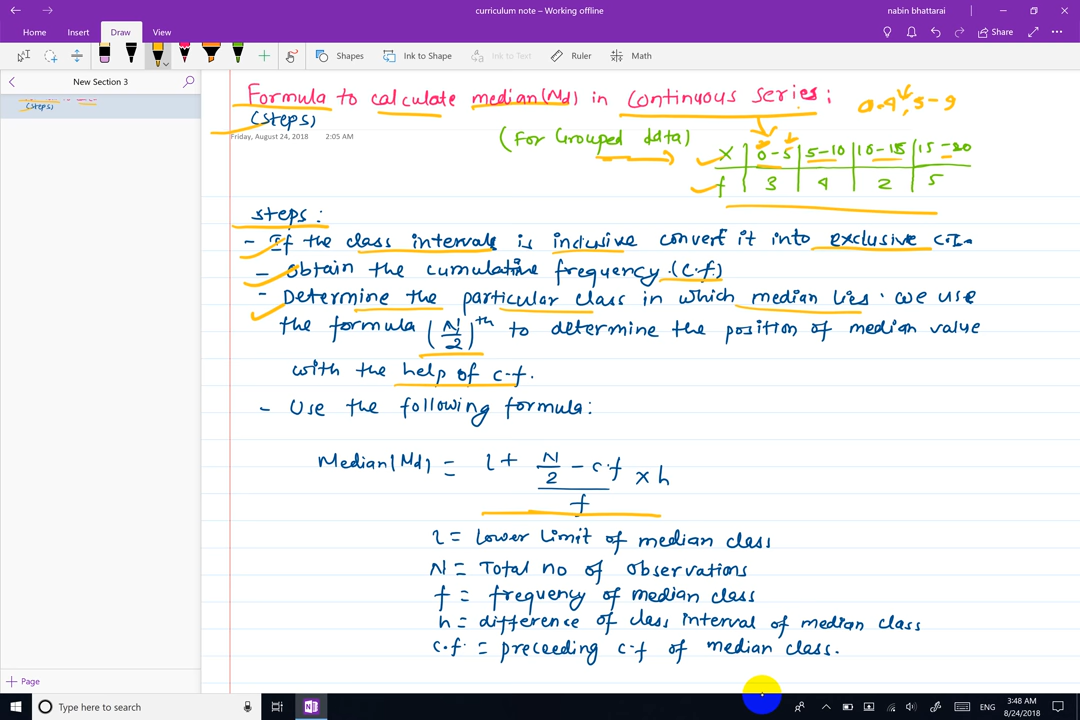 curriculum note – Working offline
nabin bhattarai
Home Insert Draw View
Share
Shapes Ink to Shape Ink to Text Ruler Math
New Section 3
(Steps)
Formula to calculate median(Md) in Continuous series:
0-4, 5-9
(Steps)
Friday, August 24, 2018 2:05 AM
(For Grouped data)
X 0-5 5-10 10-15 15-20
f 3 4 2 5
Steps:
- If the class intervals is inclusive convert it into exclusive C.I.
- Obtain the cumulative frequency (c.f)
- Determine the particular class in which median lies. We use
the formula (N/2)th to determine the position of median value
with the help of c.f.
- Use the following formula:
Median(Md) = l + N/2 - c.f / f x h
l = Lower limit of median class
N = Total no of observations
f = frequency of median class
h = difference of class interval of median class
c.f. = preceeding c.f of median class.
Page
Type here to search
ENG
3:48 AM
8/24/2018